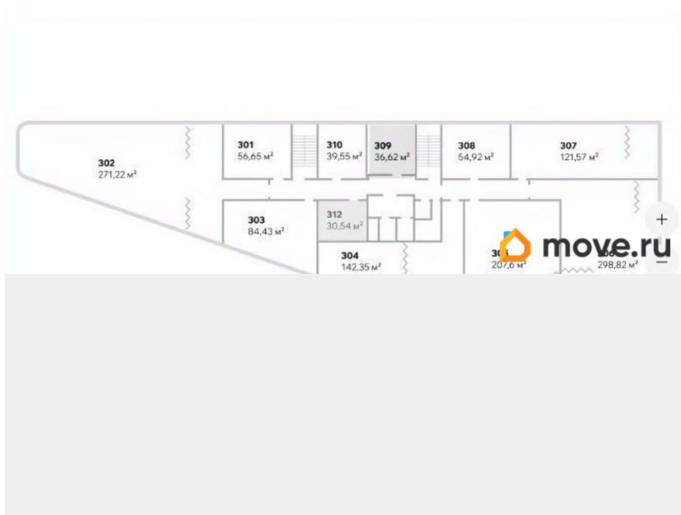 301
56,65 м²
310
39,55 м²
309
36,62 м²
308
54,92 м²
307
121,57 м²
302
271,22 м²
303
84,43 м²
312
30,54 м²
304
142,35 м²
207,6 м²
298,82 м²
move.ru
+
−